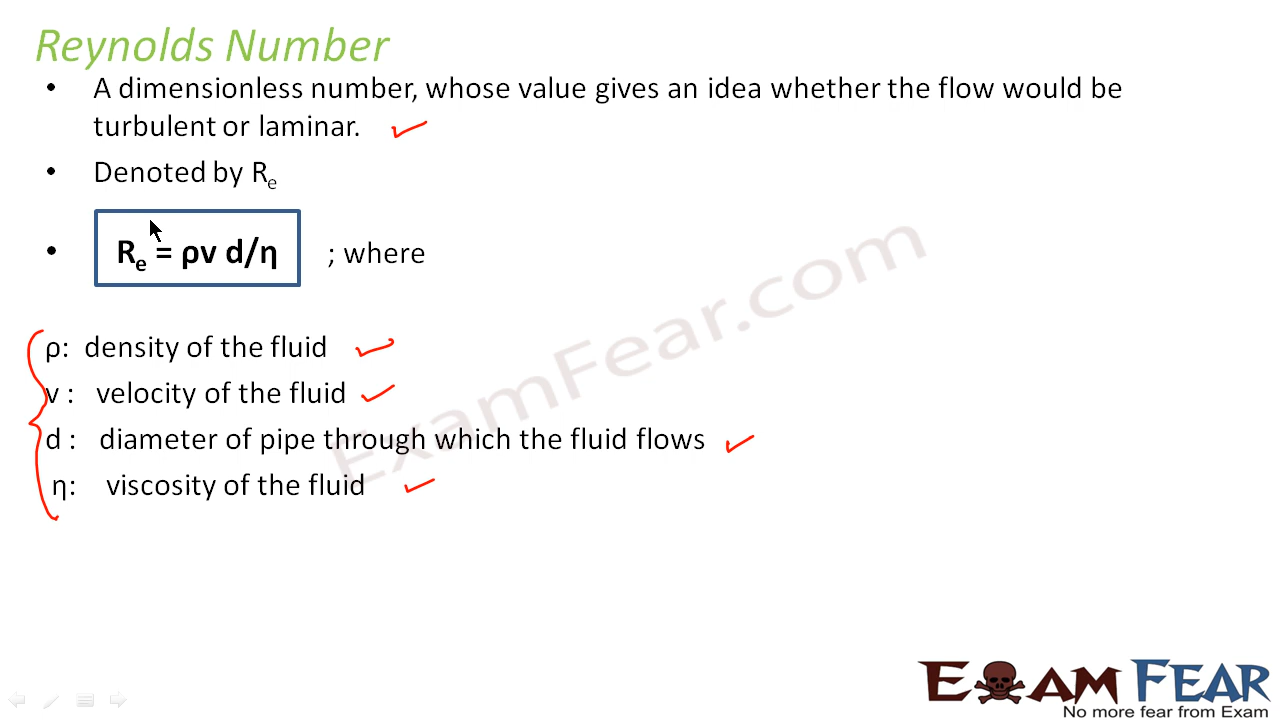 Reynolds Number
• A dimensionless number, whose value gives an idea whether the flow would be
turbulent or laminar.
• Denoted by Re
• Re = ρv d/η ; where
ρ: density of the fluid
v : velocity of the fluid
d : diameter of pipe through which the fluid flows
η: viscosity of the fluid
ExamFear.com
EXAM FEAR
No more fear from Exam